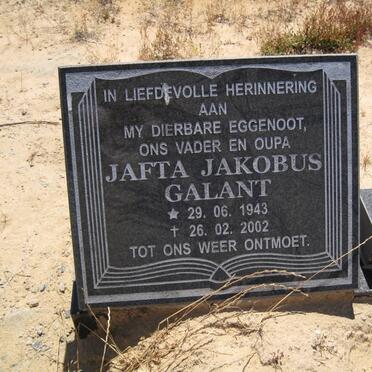 IN LIEFDEVOLLE HERINNERING
AAN
MY DIERBARE EGGENOOT,
ONS VADER EN OUPA
JAFTA JAKOBUS
GALANT
★ 29. 06. 1943
✝ 26. 02. 2002
TOT ONS WEER ONTMOET.